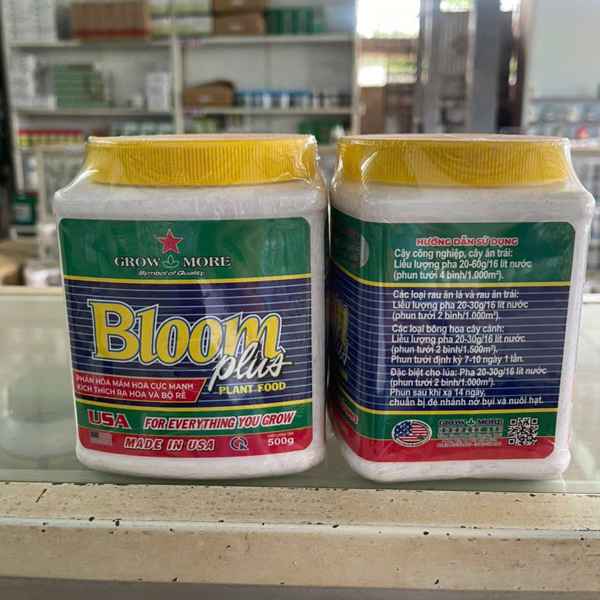 GROW MORE
Symbol of Quality
Bloom
plus
PLANT FOOD
PHÂN HÓA MẦM HOA CỰC MẠNH
KÍCH THÍCH RA HOA VÀ BỘ RỄ
USA FOR EVERYTHING YOU GROW
MADE IN USA
500g
HƯỚNG DẪN SỬ DỤNG
Cây công nghiệp, cây ăn trái:
Liều lượng pha 20-60g/16 lít nước
(phun tưới 4 bình/1.000m²).
Các loại rau ăn lá và rau ăn trái:
Liều lượng pha 20-30g/16 lít nước
(phun tưới 2 bình/1.000m²).
Các loại bông hoa cây cảnh:
Liều lượng pha 20-30g/16 lít nước
(phun tưới 2 bình/1.500m²).
Phun tưới định kỳ 7-10 ngày 1 lần.
Đặc biệt cho lúa: Pha 20-30g/16 lít nước
(phun tưới 2 bình/1.000m²).
Phun sau khi xạ 14 ngày,
chuẩn bị đẻ nhánh nở bụi và nuôi hạt.
GROW MORE